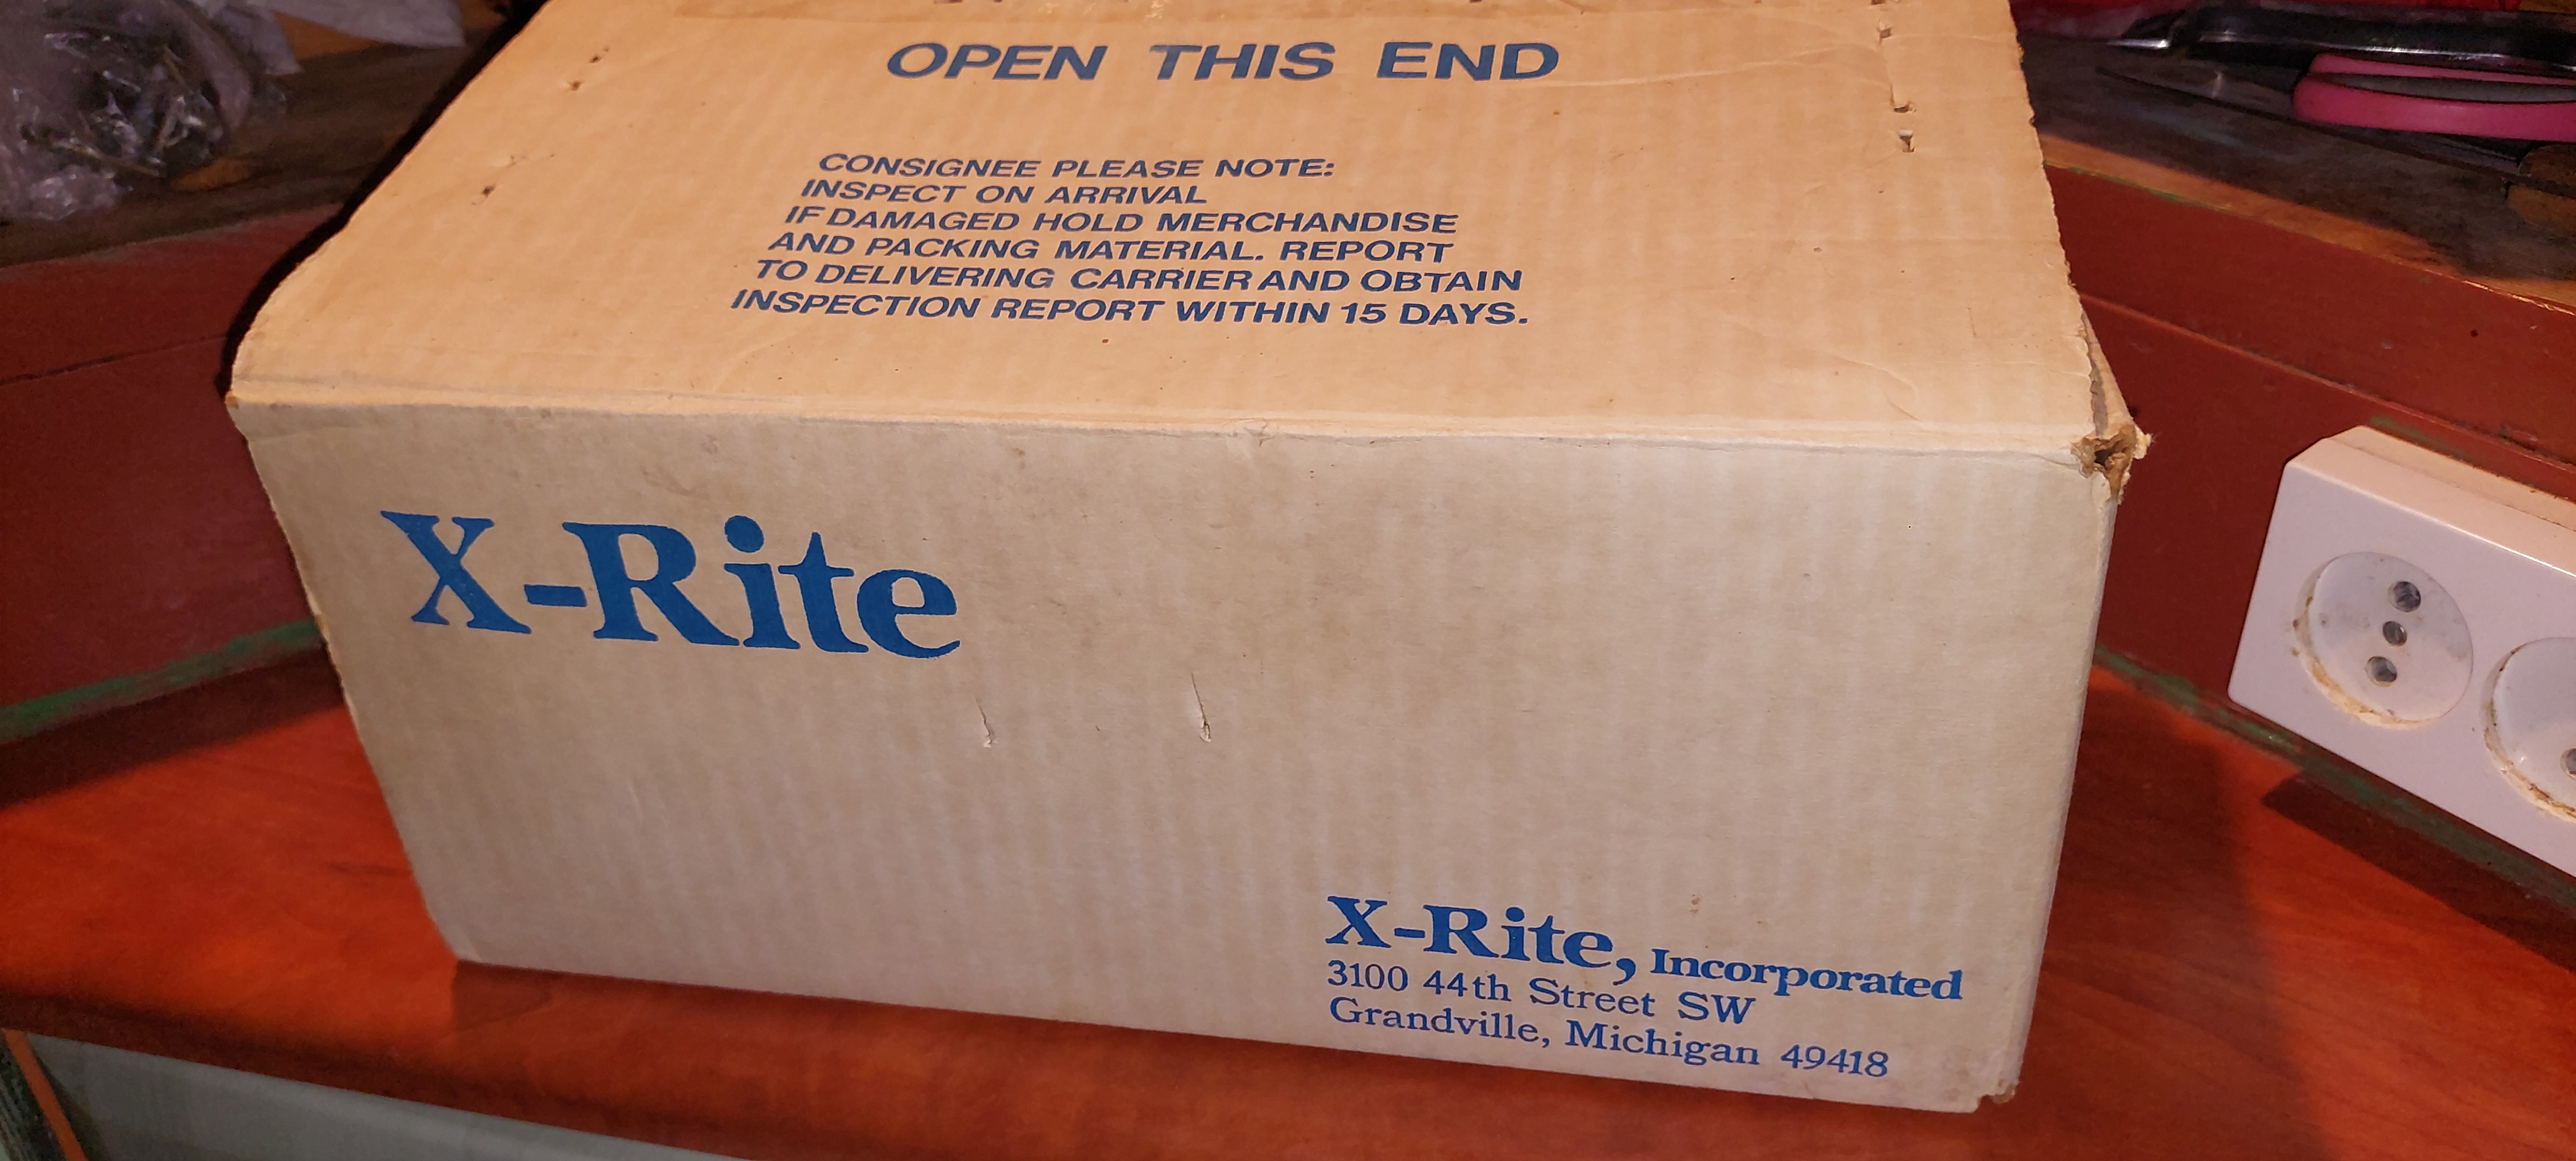 OPEN THIS END
CONSIGNEE PLEASE NOTE:
INSPECT ON ARRIVAL
IF DAMAGED HOLD MERCHANDISE
AND PACKING MATERIAL. REPORT
TO DELIVERING CARRIER AND OBTAIN
INSPECTION REPORT WITHIN 15 DAYS.
X-Rite
X-Rite, Incorporated
3100 44th Street SW
Grandville, Michigan 49418